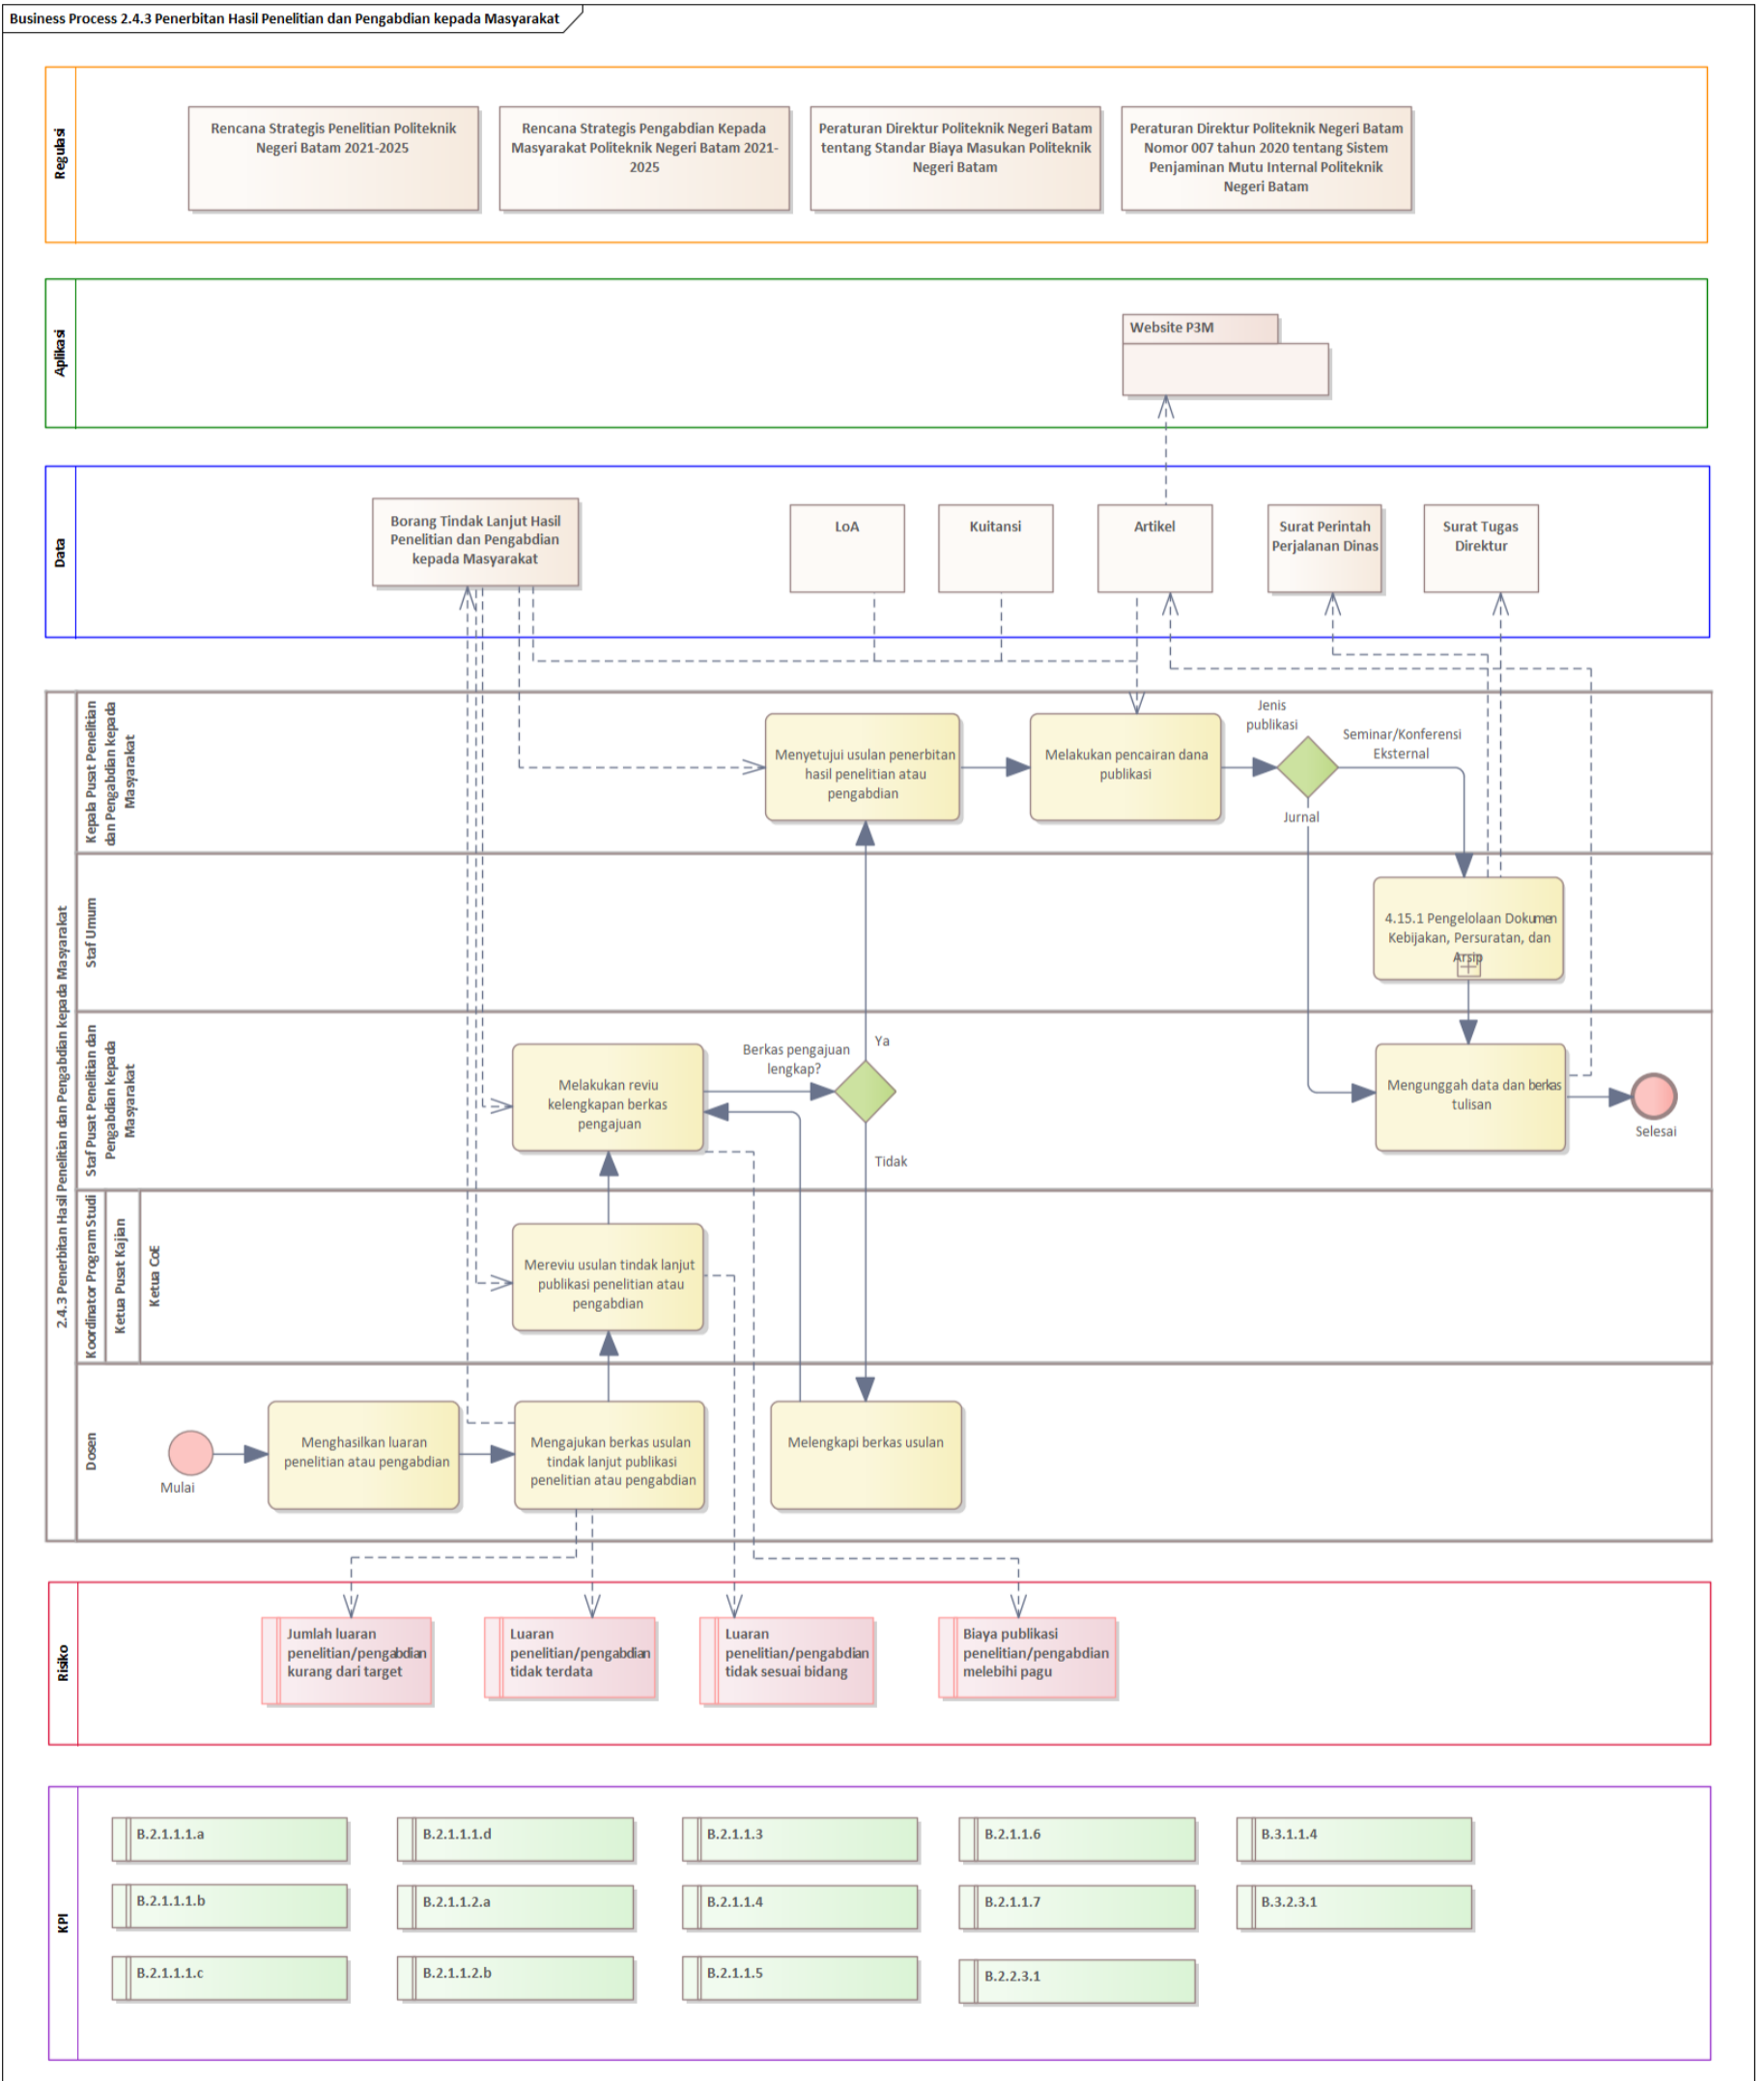 Business Process 2.4.3 Penerbitan Hasil Penelitian dan Pengabdian kepada Masyarakat
Regulasi
Rencana Strategis Penelitian Politeknik
Negeri Batam 2021-2025
Rencana Strategis Pengabdian Kepada
Masyarakat Politeknik Negeri Batam 2021-
2025
Peraturan Direktur Politeknik Negeri Batam
tentang Standar Biaya Masukan Politeknik
Negeri Batam
Peraturan Direktur Politeknik Negeri Batam
Nomor 007 tahun 2020 tentang Sistem
Penjaminan Mutu Internal Politeknik
Negeri Batam
Aplikasi
Website P3M
Data
Borang Tindak Lanjut Hasil
Penelitian dan Pengabdian
kepada Masyarakat
LoA
Kuitansi
Artikel
Surat Perintah
Perjalanan Dinas
Surat Tugas
Direktur
2.4.3 Penerbitan Hasil Penelitian dan Pengabdian kepada Masyarakat
Kepala Pusat Penelitian
dan Pengabdian kepada
Masyarakat
Menyetujui usulan penerbitan
hasil penelitian atau
pengabdian
Melakukan pencairan dana
publikasi
Jenis
publikasi
Seminar/Konferensi
Eksternal
Jurnal
Staf Umum
4.15.1 Pengelolaan Dokumen
Kebijakan, Persuratan, dan
Arsip
Staf Pusat Penelitian dan
Pengabdian kepada
Masyarakat
Melakukan reviu
kelengkapan berkas
pengajuan
Berkas pengajuan
lengkap?
Ya
Tidak
Mengunggah data dan berkas
tulisan
Selesai
Koordinator Program Studi
Ketua Pusat Kajian
Ketua CoE
Mereviu usulan tindak lanjut
publikasi penelitian atau
pengabdian
Dosen
Mulai
Menghasilkan luaran
penelitian atau pengabdian
Mengajukan berkas usulan
tindak lanjut publikasi
penelitian atau pengabdian
Melengkapi berkas usulan
Risiko
Jumlah luaran
penelitian/pengabdian
kurang dari target
Luaran
penelitian/pengabdian
tidak terdata
Luaran
penelitian/pengabdian
tidak sesuai bidang
Biaya publikasi
penelitian/pengabdian
melebihi pagu
KPI
B.2.1.1.1.a
B.2.1.1.1.d
B.2.1.1.3
B.2.1.1.6
B.3.1.1.4
B.2.1.1.1.b
B.2.1.1.2.a
B.2.1.1.4
B.2.1.1.7
B.3.2.3.1
B.2.1.1.1.c
B.2.1.1.2.b
B.2.1.1.5
B.2.2.3.1